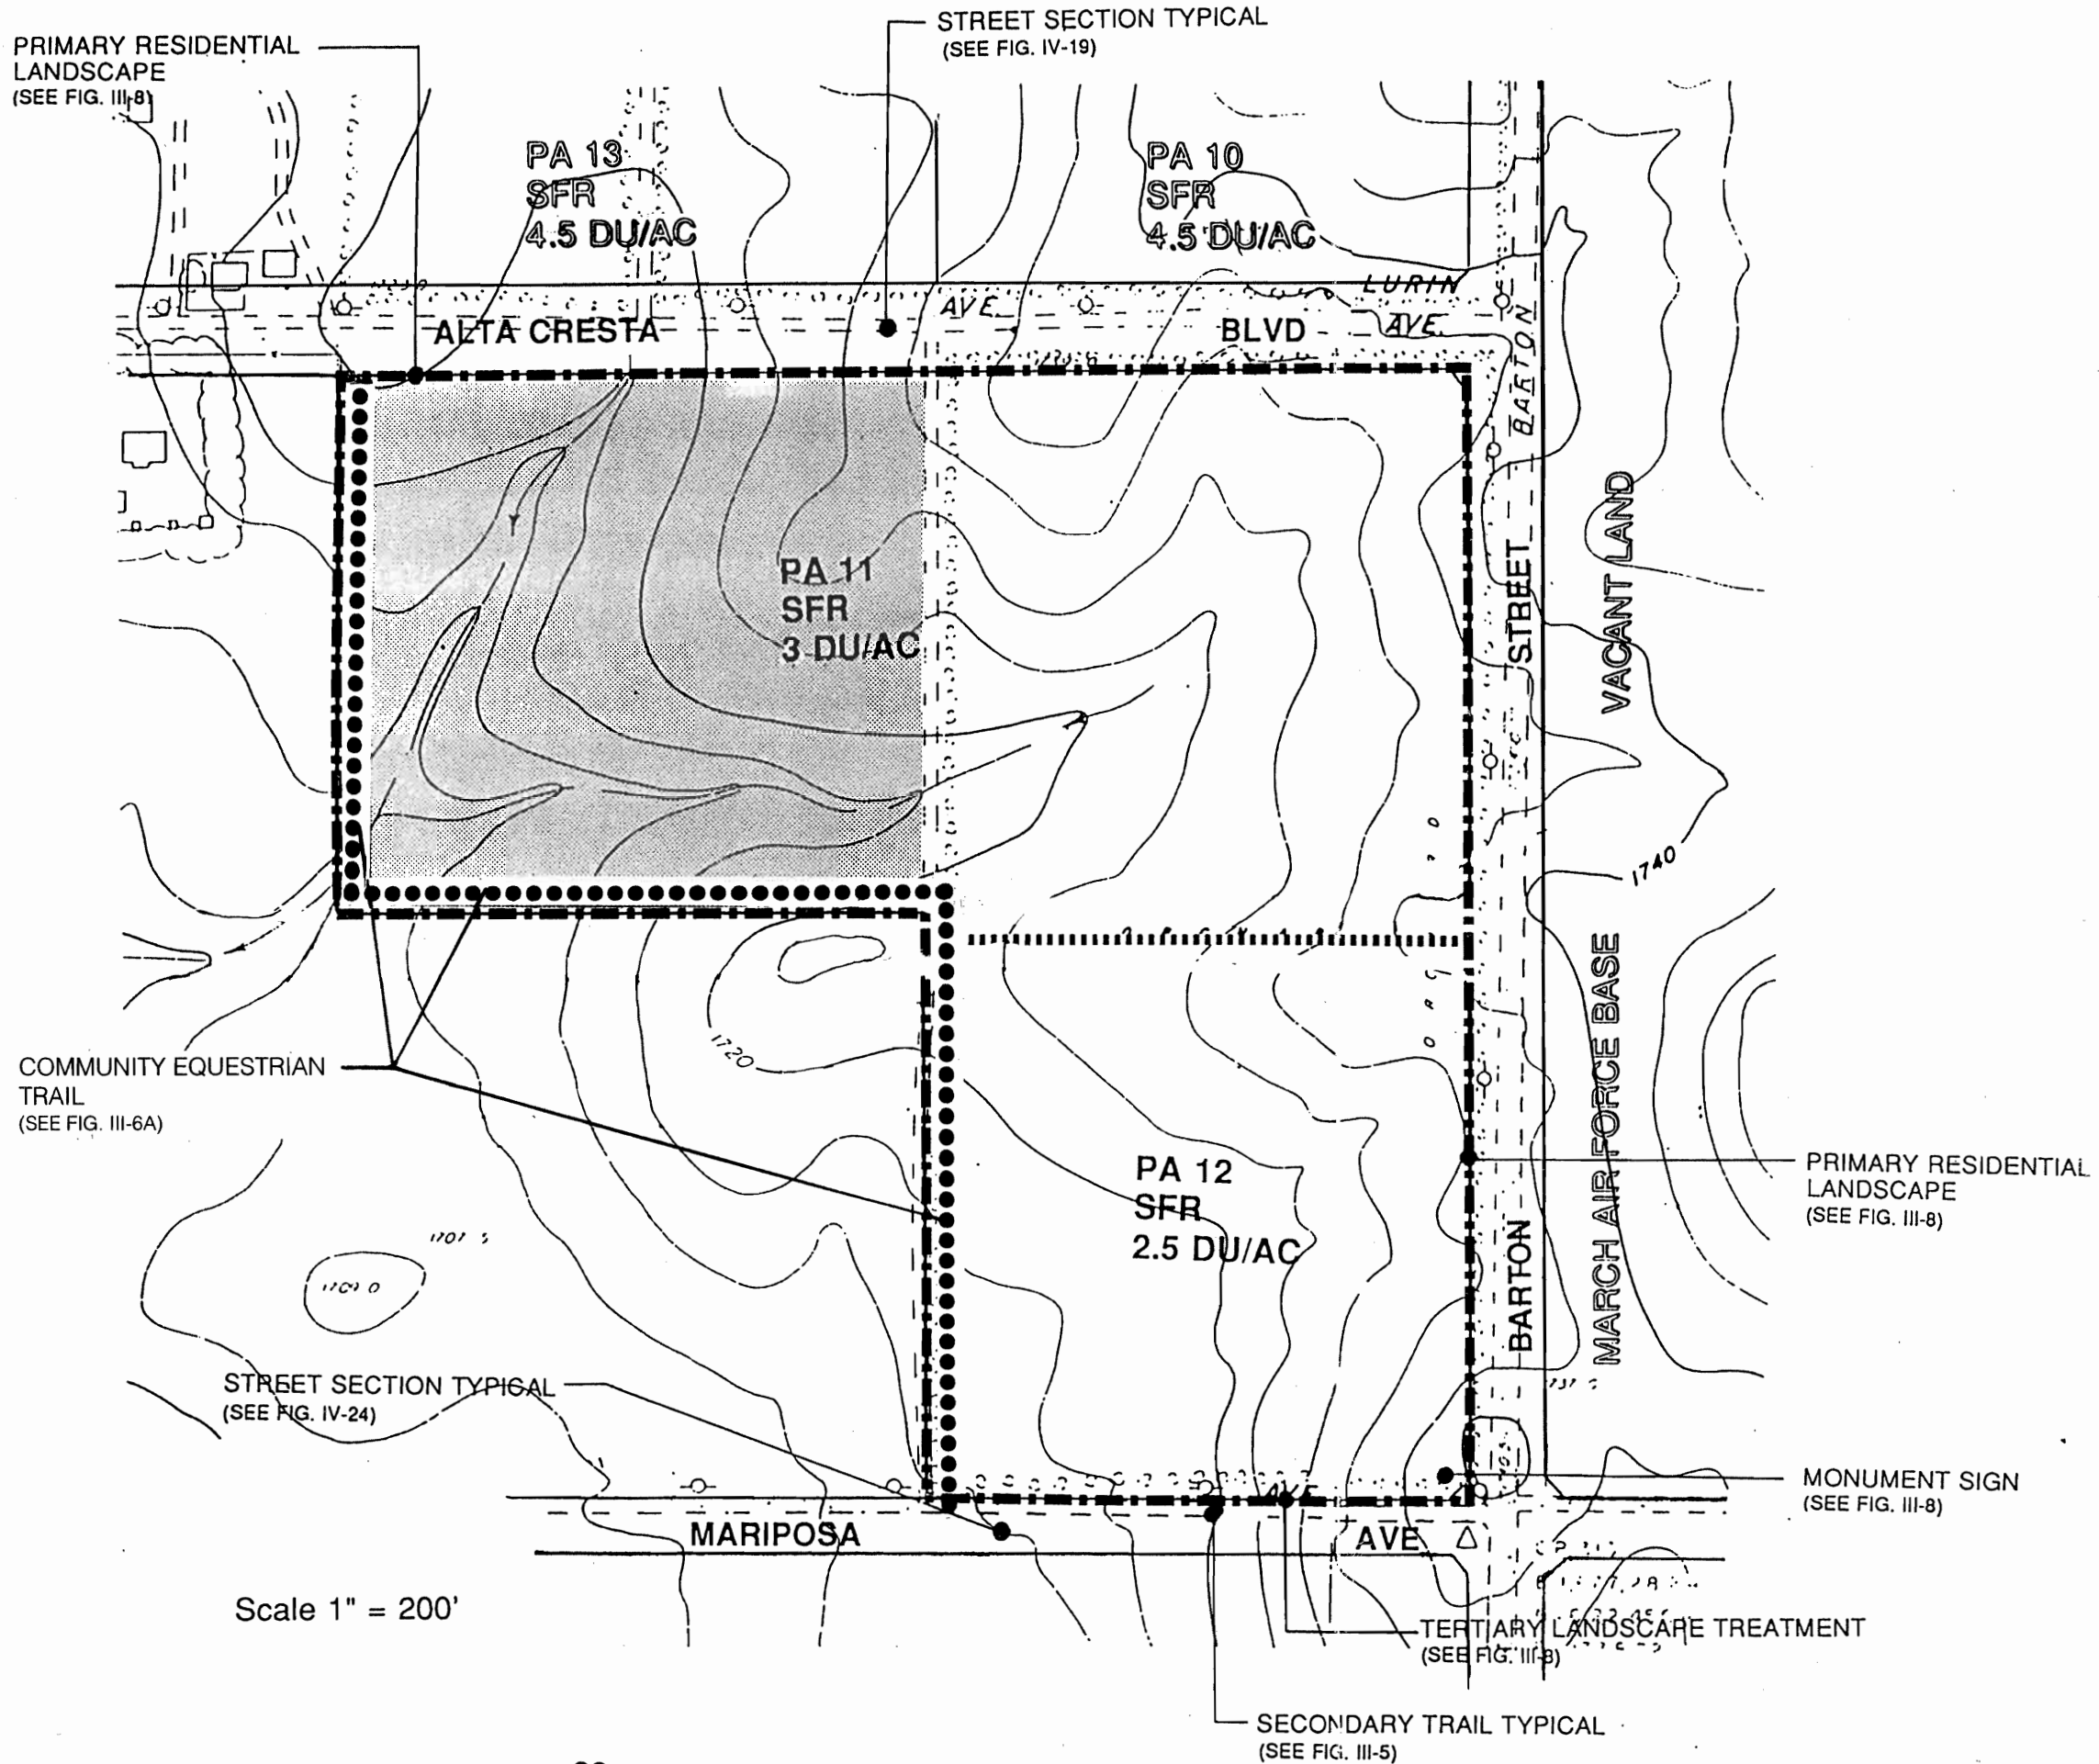 STREET SECTION TYPICAL
(SEE FIG. IV-19)
PRIMARY RESIDENTIAL
LANDSCAPE
(SEE FIG. III-8)
PA 13
SFR
4.5 DU/AC
PA 10
SFR
4.5 DU/AC
LURIN
AVE.
AVE.
ALTA CRESTA
BLVD
BARTON
PA 11
SFR
3 DU/AC
STREET
VACANT LAND
1740
MARCH AIR FORCE BASE
1720
COMMUNITY EQUESTRIAN
TRAIL
(SEE FIG. III-6A)
PA 12
SFR
2.5 DU/AC
PRIMARY RESIDENTIAL
LANDSCAPE
(SEE FIG. III-8)
BARTON
STREET SECTION TYPICAL
(SEE FIG. IV-24)
MONUMENT SIGN
(SEE FIG. III-8)
AVE
MARIPOSA
AVE
Scale 1" = 200'
TERTIARY LANDSCAPE TREATMENT
(SEE FIG. III-8)
SECONDARY TRAIL TYPICAL
(SEE FIG. III-5)